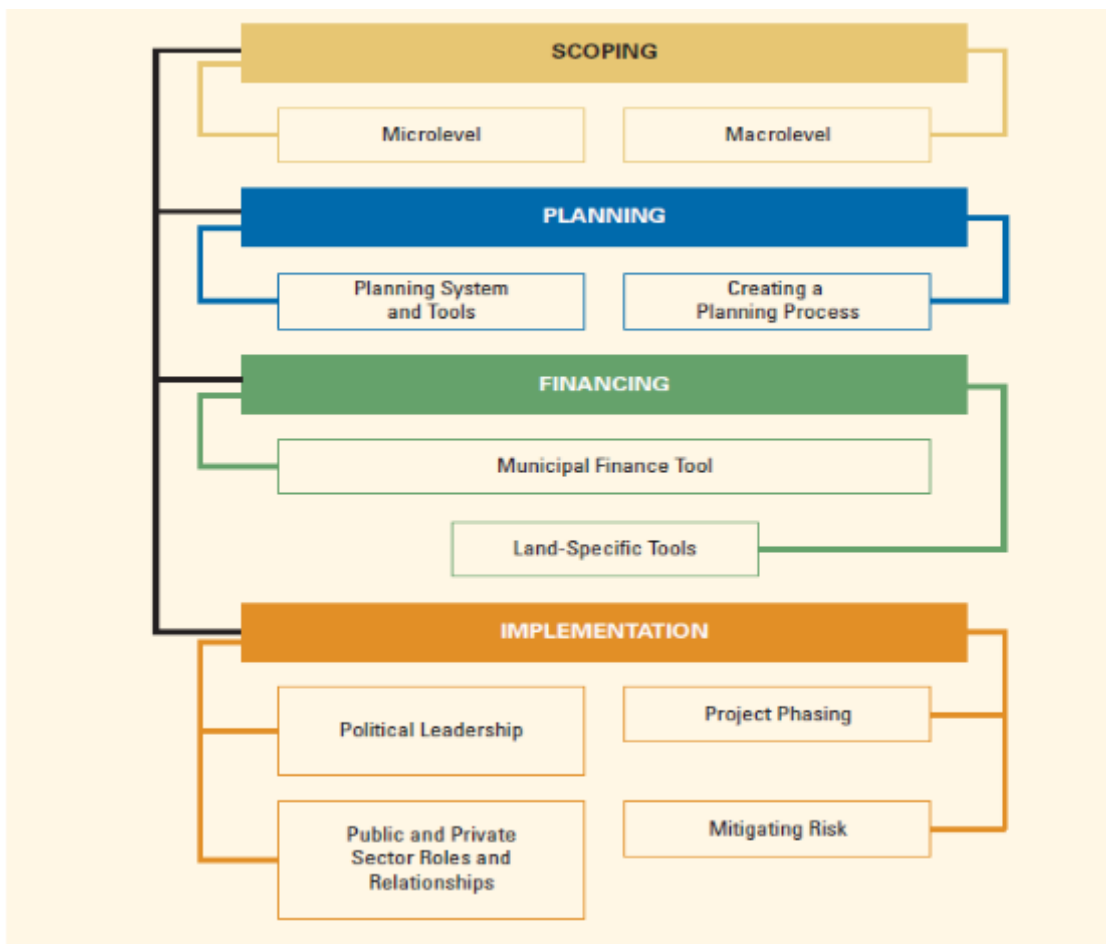 SCOPING
Microlevel
Macrolevel
PLANNING
Planning System
and Tools
Creating a
Planning Process
FINANCING
Municipal Finance Tool
Land-Specific Tools
IMPLEMENTATION
Political Leadership
Project Phasing
Public and Private
Sector Roles and
Relationships
Mitigating Risk